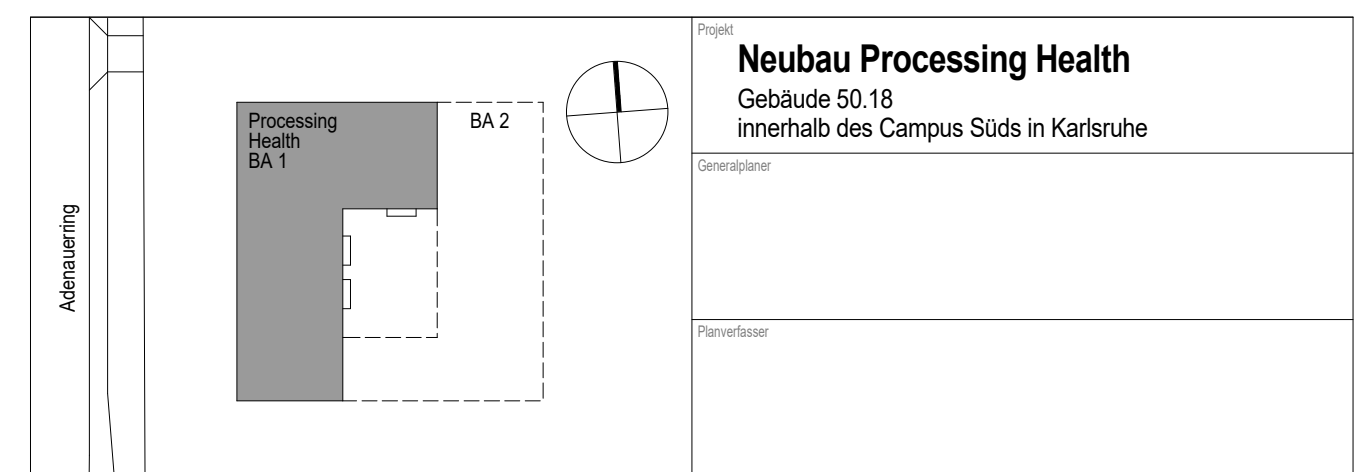 Adenauerring
Processing
Health
BA 1
BA 2
Projekt
Neubau Processing Health
Gebäude 50.18
innerhalb des Campus Süds in Karlsruhe
Generalplaner
Planverfasser